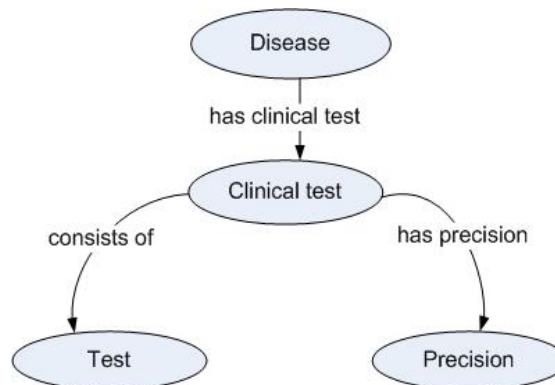 Disease
has clinical test
Clinical test
consists of
has precision
Test
Precision